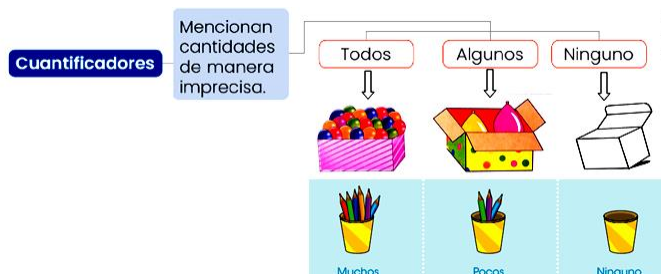 Cuantificadores
Mencionan
cantidades
de manera
imprecisa.
Todos
Algunos
Ninguno
Muchos
Pocos
Ninguno